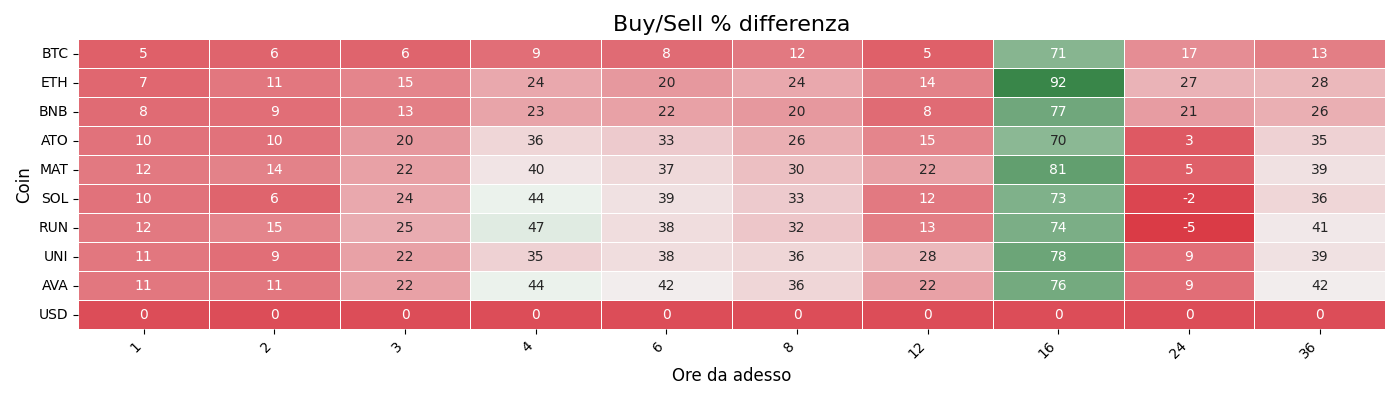 Buy/Sell % differenza
Coin
BTC 5 6 6 9 8 12 5 71 17 13
ETH 7 11 15 24 20 24 14 92 27 28
BNB 8 9 13 23 22 20 8 77 21 26
ATO 10 10 20 36 33 26 15 70 3 35
MAT 12 14 22 40 37 30 22 81 5 39
SOL 10 6 24 44 39 33 12 73 -2 36
RUN 12 15 25 47 38 32 13 74 -5 41
UNI 11 9 22 35 38 36 28 78 9 39
AVA 11 11 22 44 42 36 22 76 9 42
USD 0 0 0 0 0 0 0 0 0 0
1 2 3 4 6 8 12 16 24 36
Ore da adesso